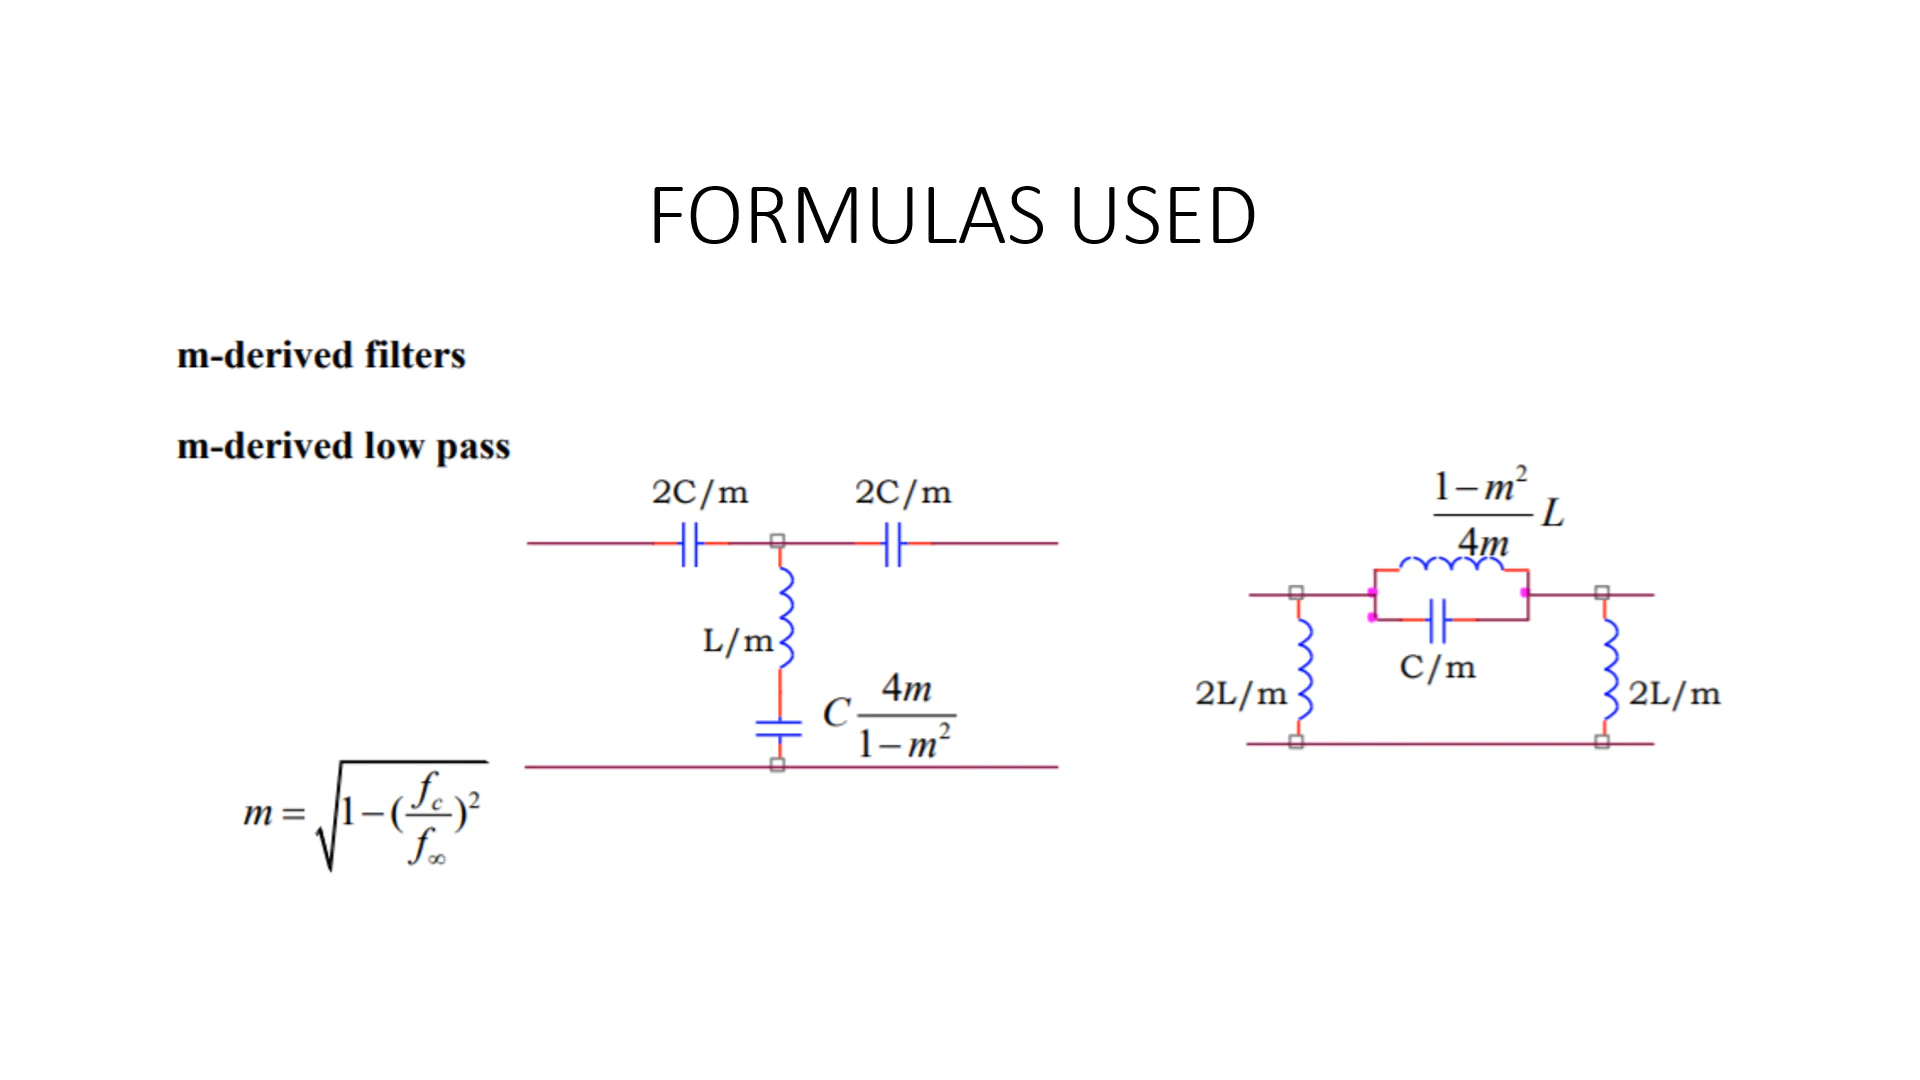 FORMULAS USED
m-derived filters
m-derived low pass
2C/m 2C/m
L/m
C 4m
1−m²
m = √1−(f_c/f_∞)²
1−m²
4m L
C/m
2L/m 2L/m